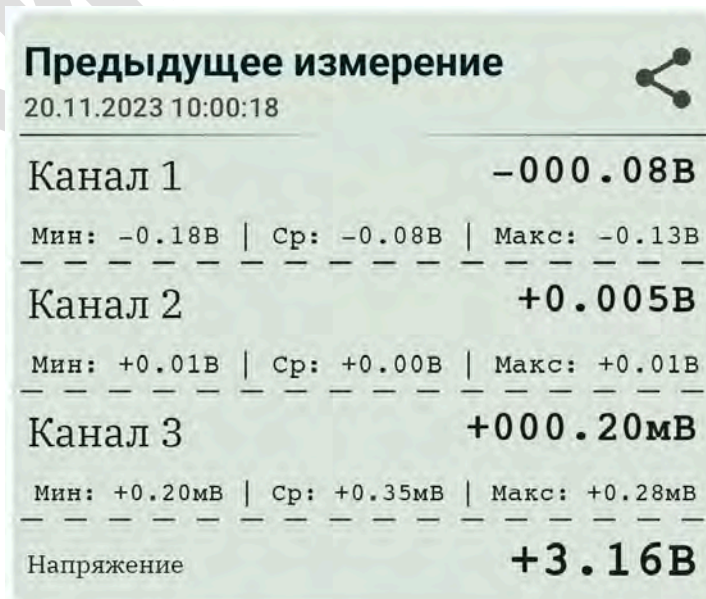 Предыдущее измерение
20.11.2023 10:00:18
Канал 1 -000.08В
Мин: -0.18В | Ср: -0.08В | Макс: -0.13В
Канал 2 +0.005В
Мин: +0.01В | Ср: +0.00В | Макс: +0.01В
Канал 3 +000.20мВ
Мин: +0.20мВ | Ср: +0.35мВ | Макс: +0.28мВ
Напряжение +3.16В